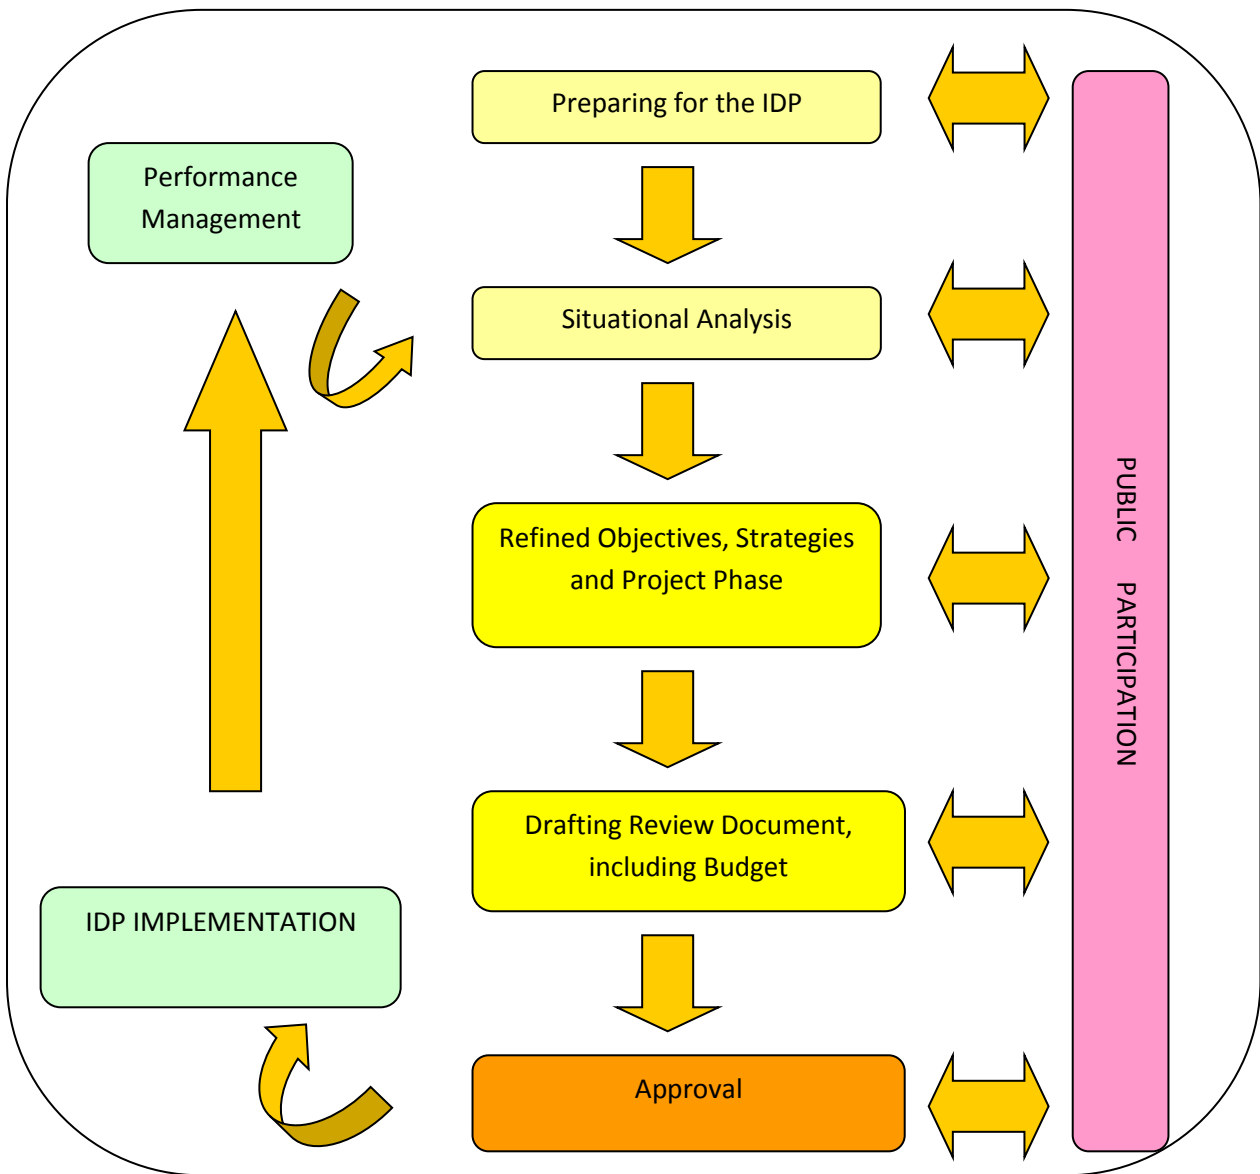 Preparing for the IDP
Performance
Management
Situational Analysis
Refined Objectives, Strategies
and Project Phase
Drafting Review Document,
including Budget
IDP IMPLEMENTATION
Approval
PUBLIC PARTICIPATION